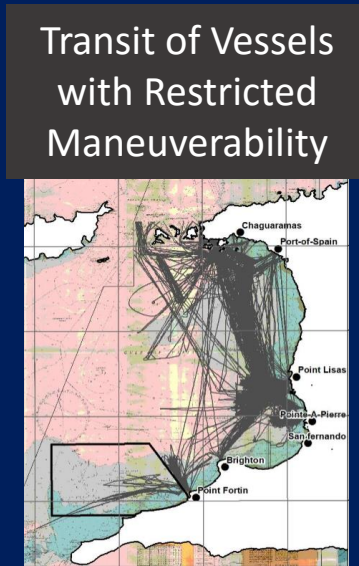 Transit of Vessels
with Restricted
Maneuverability
Chaguaramas
Port-of-Spain
Point Lisas
Pointe-A-Pierre
San-fernando
Brighton
Point Fortin